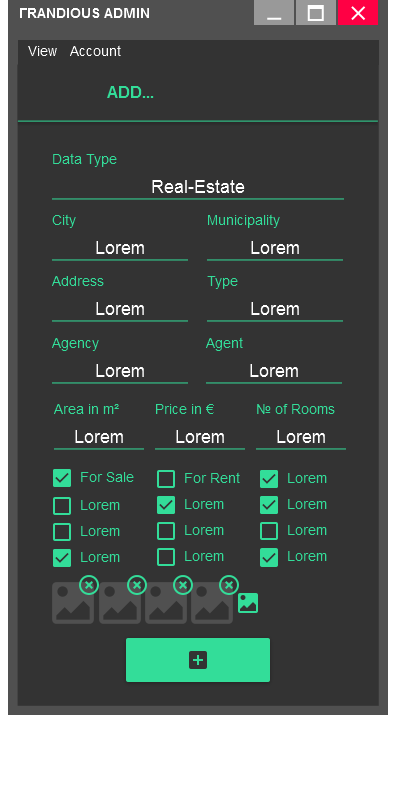 FRANDIOUS ADMIN
View Account
ADD...
Data Type
Real-Estate
City Municipality
Lorem Lorem
Address Type
Lorem Lorem
Agency Agent
Lorem Lorem
Area in m² Price in € № of Rooms
Lorem Lorem Lorem
For Sale For Rent Lorem
Lorem Lorem Lorem
Lorem Lorem Lorem
Lorem Lorem Lorem